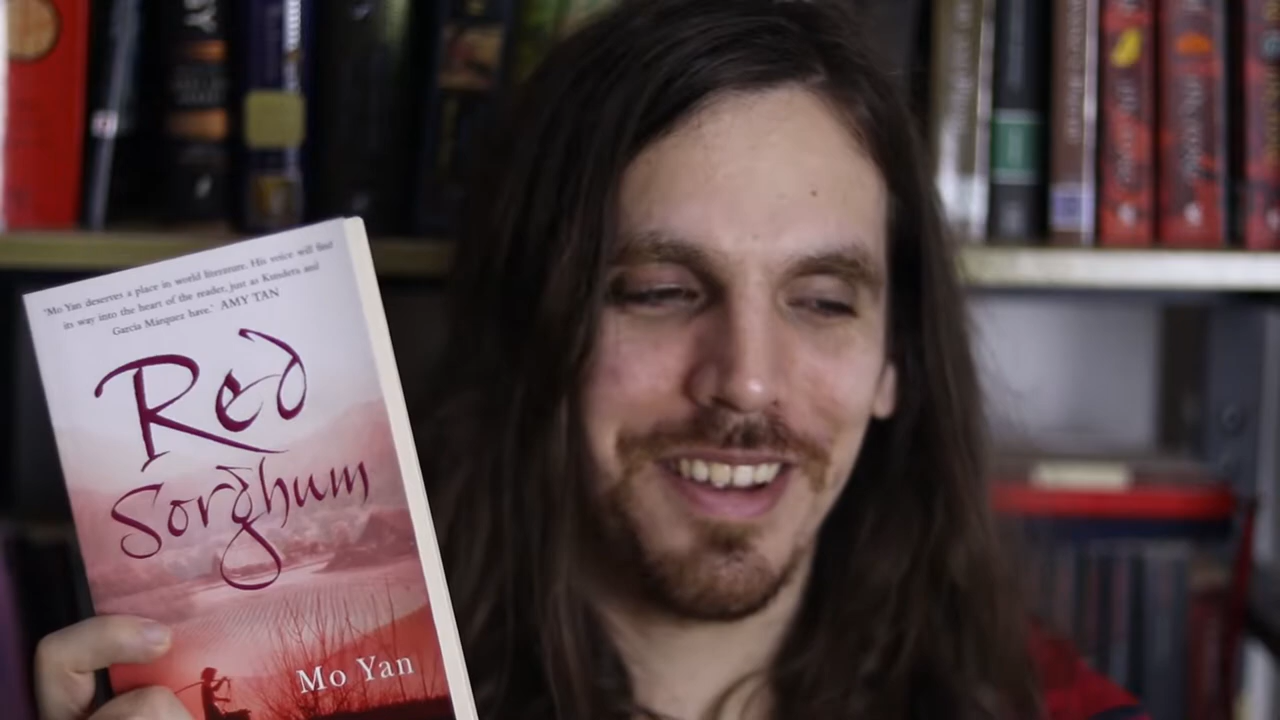 'Mo Yan deserves a place in world literature. His voice will find
its way into the heart of the reader, just as Kundera and
García Márquez have.' AMY TAN
Red
Sorghum
Mo Yan